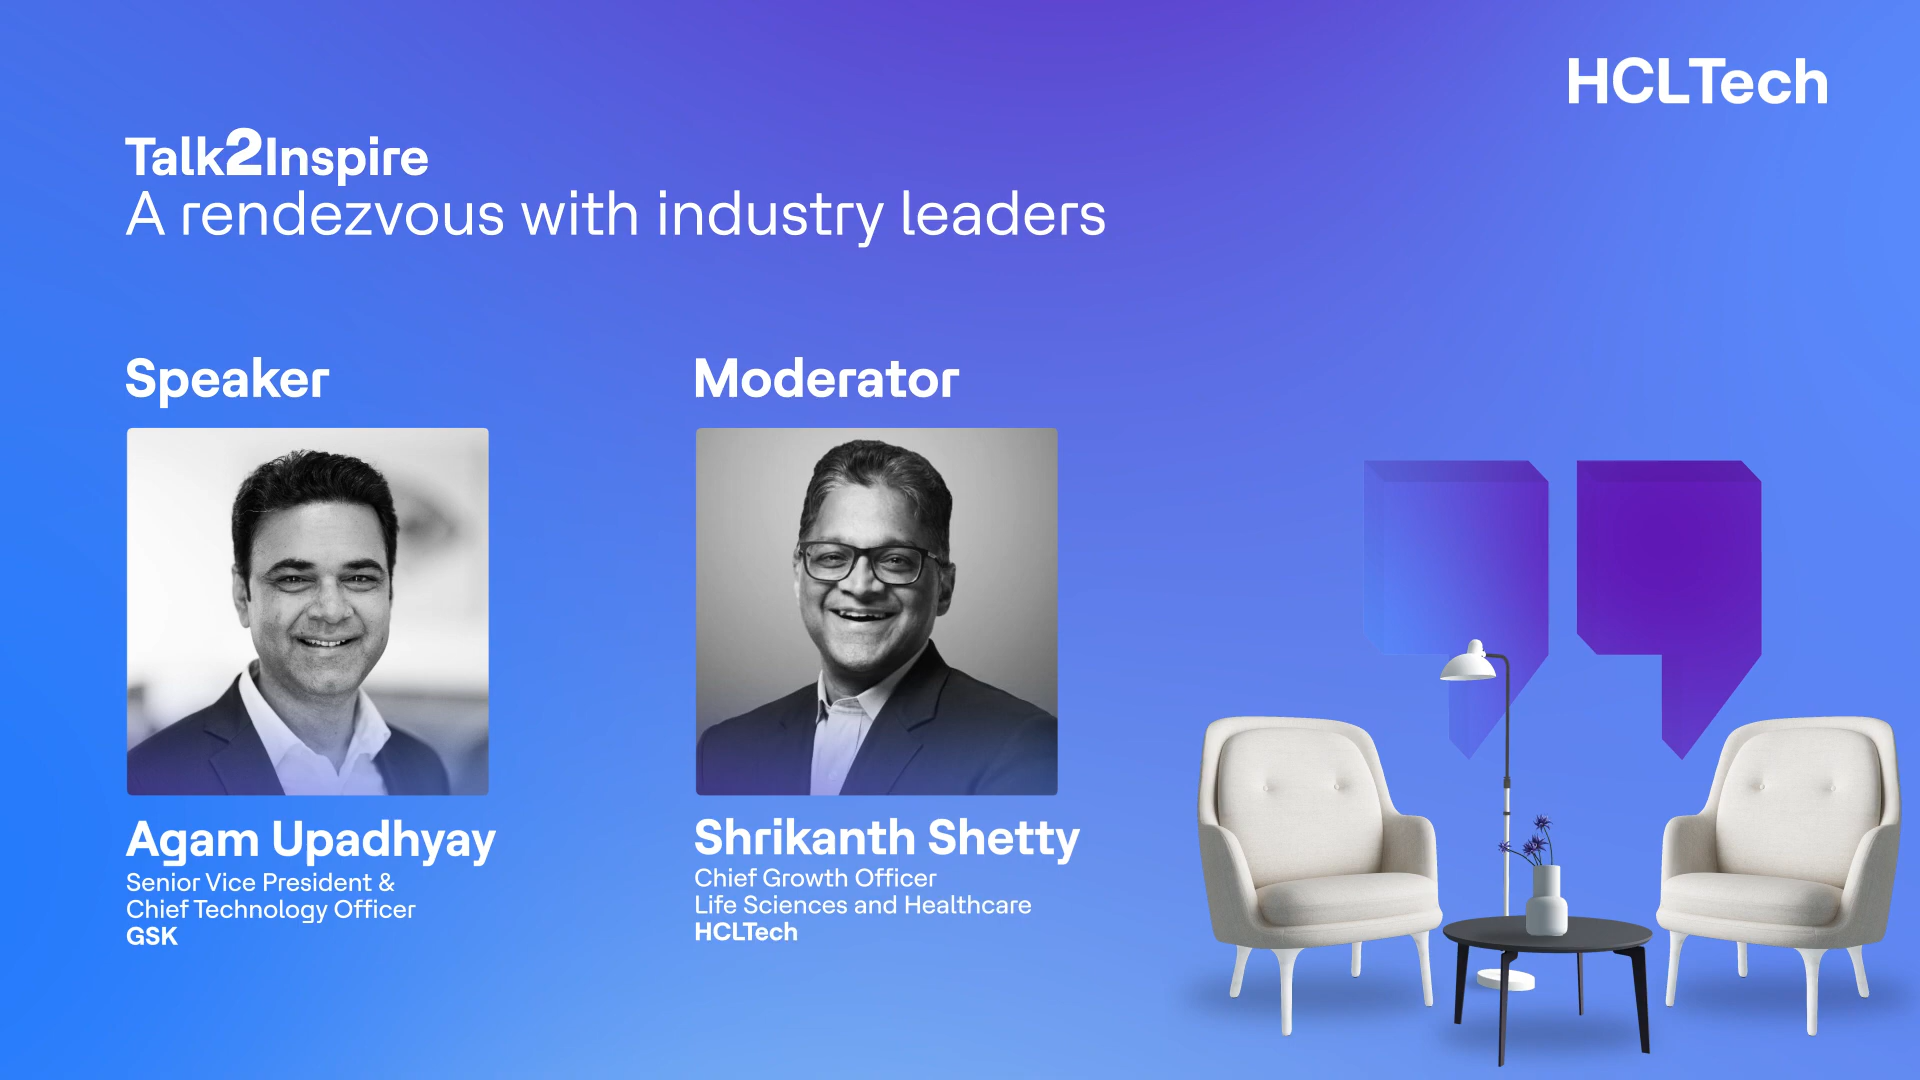 HCLTech
Talk2Inspire
A rendezvous with industry leaders
Speaker
Agam Upadhyay
Senior Vice President &
Chief Technology Officer
GSK
Moderator
Shrikanth Shetty
Chief Growth Officer
Life Sciences and Healthcare
HCLTech